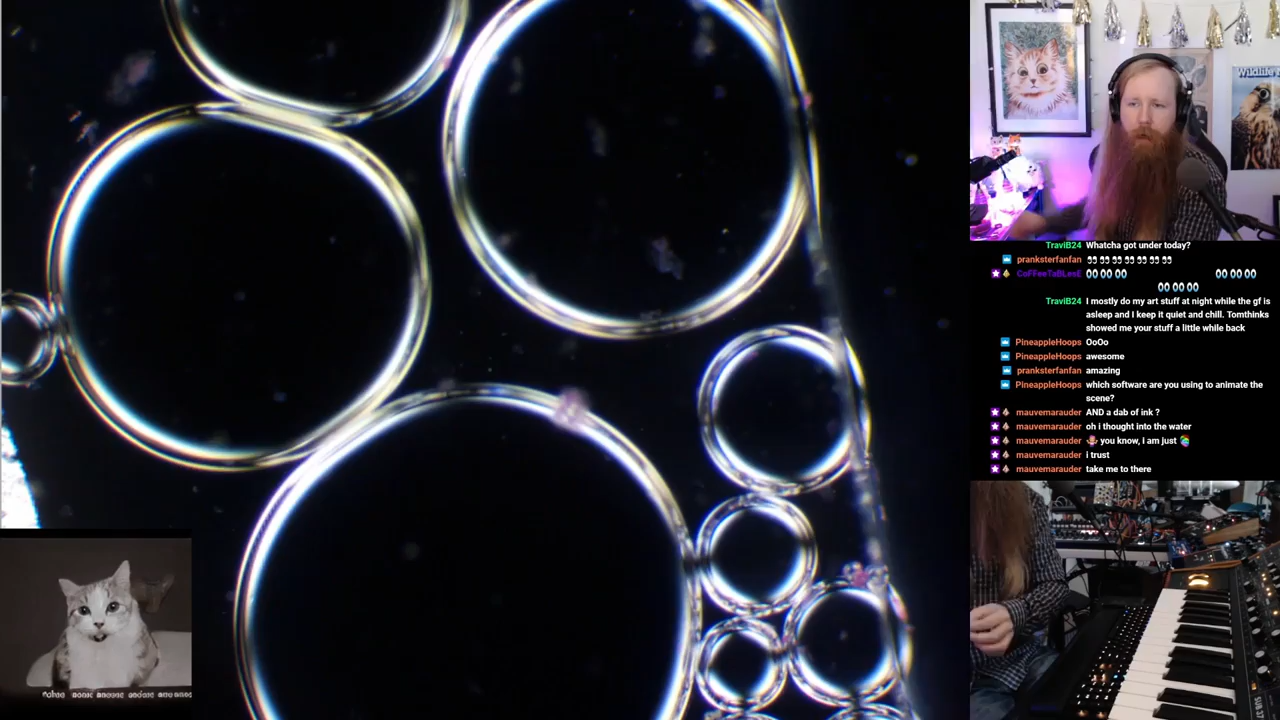 Wildlife
TraviB24 Whatcha got under today?
pranksterfanfan
CoFFeeTaBLesE
TraviB24 I mostly do my art stuff at night while the gf is
asleep and I keep it quiet and chill. Tomthinks
showed me your stuff a little while back
PineappleHoops OoOo
PineappleHoops awesome
pranksterfanfan amazing
PineappleHoops which software are you using to animate the
scene?
mauvemarauder AND a dab of ink ?
mauvemarauder oh i thought into the water
mauvemarauder you know, i am just
mauvemarauder i trust
mauvemarauder take me to there